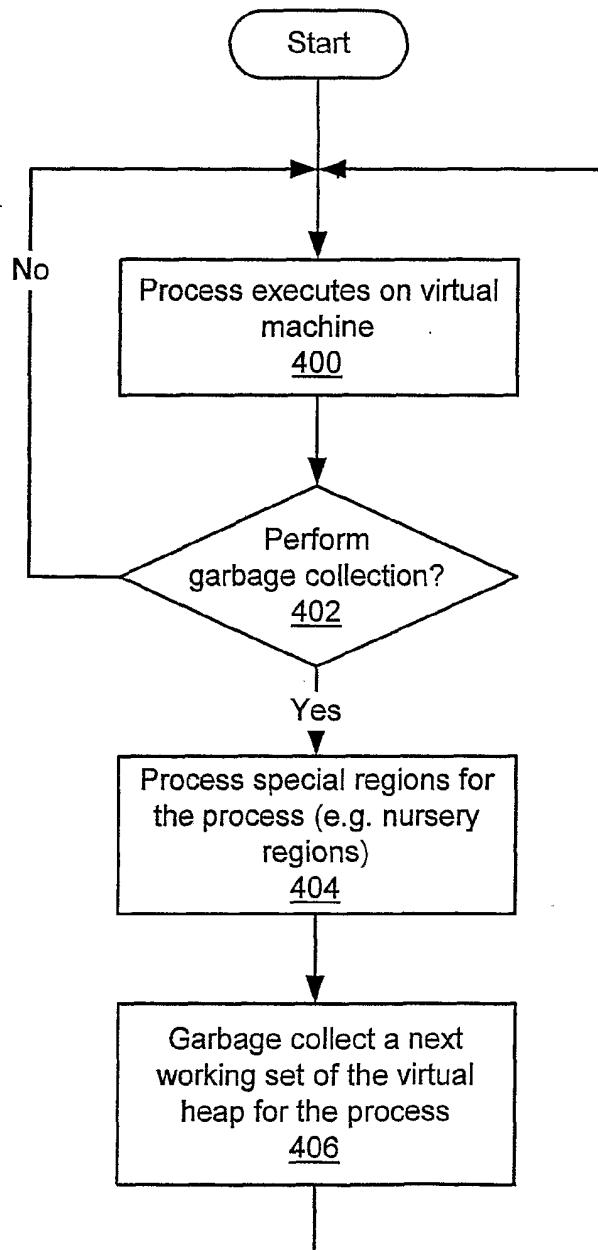 Start
No
Process executes on virtual
machine
400
Perform
garbage collection?
402
Yes
Process special regions for
the process (e.g. nursery
regions)
404
Garbage collect a next
working set of the virtual
heap for the process
406